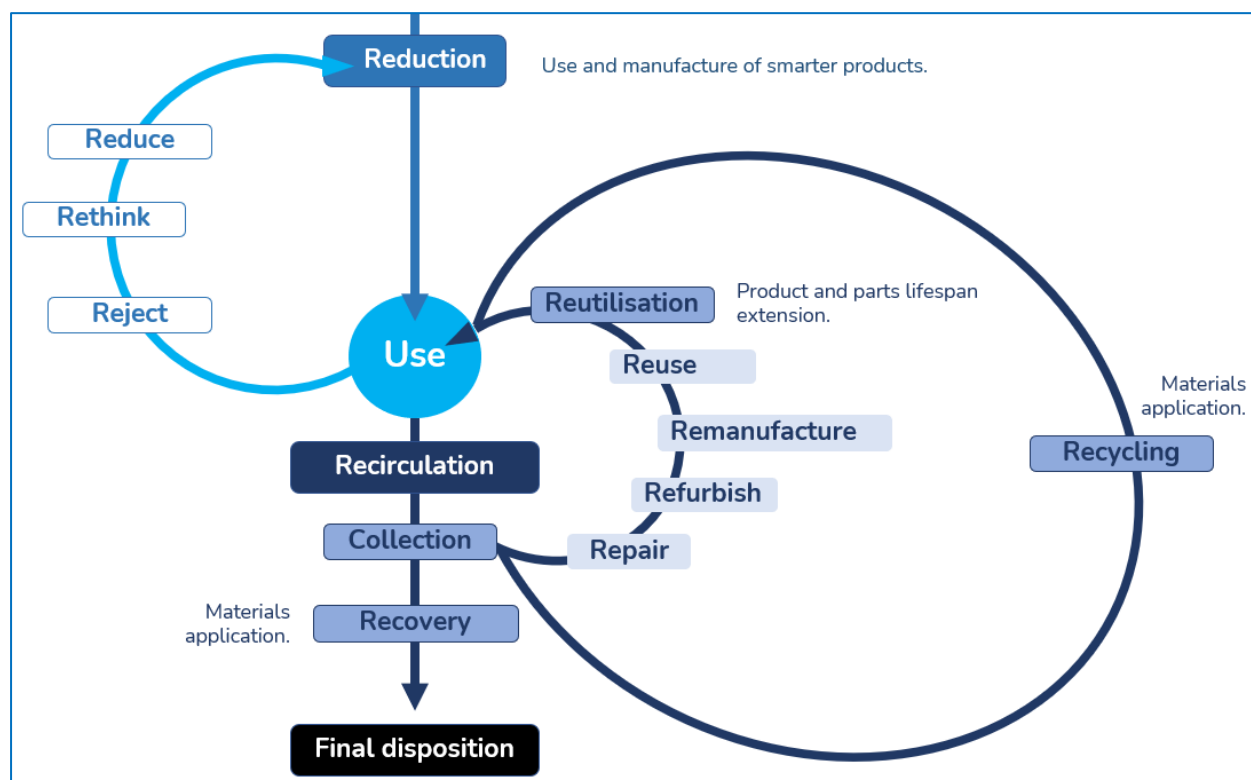 Reduction
Use and manufacture of smarter products.
Reduce
Rethink
Reject
Use
Reutilisation
Product and parts lifespan
extension.
Reuse
Remanufacture
Refurbish
Repair
Materials
application.
Recycling
Recirculation
Collection
Materials
application.
Recovery
Final disposition